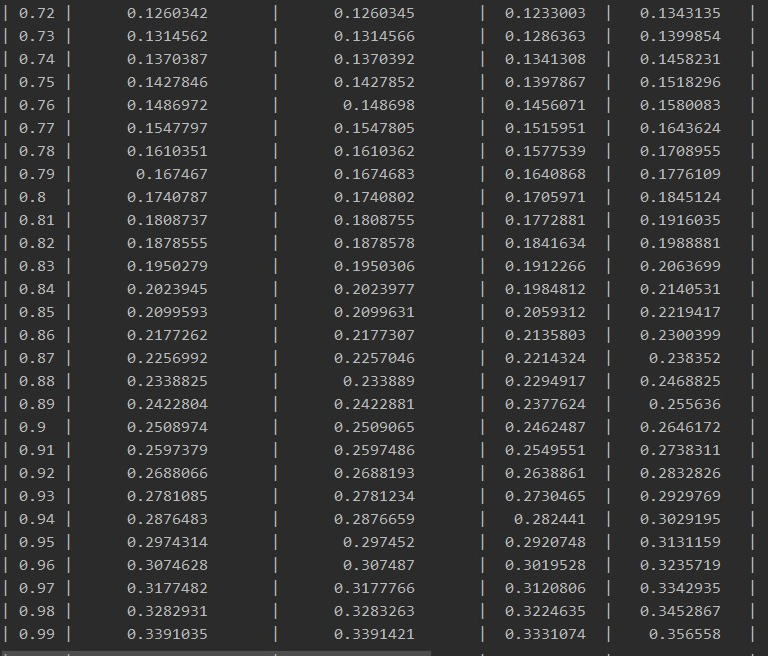 | 0.72 | 0.1260342 | 0.1260345 | 0.1233003 | 0.1343135 |
| 0.73 | 0.1314562 | 0.1314566 | 0.1286363 | 0.1399854 |
| 0.74 | 0.1370387 | 0.1370392 | 0.1341308 | 0.1458231 |
| 0.75 | 0.1427846 | 0.1427852 | 0.1397867 | 0.1518296 |
| 0.76 | 0.1486972 | 0.148698 | 0.1456071 | 0.1580083 |
| 0.77 | 0.1547797 | 0.1547805 | 0.1515951 | 0.1643624 |
| 0.78 | 0.1610351 | 0.1610362 | 0.1577539 | 0.1708955 |
| 0.79 | 0.167467 | 0.1674683 | 0.1640868 | 0.1776109 |
| 0.8 | 0.1740787 | 0.1740802 | 0.1705971 | 0.1845124 |
| 0.81 | 0.1808737 | 0.1808755 | 0.1772881 | 0.1916035 |
| 0.82 | 0.1878555 | 0.1878578 | 0.1841634 | 0.1988881 |
| 0.83 | 0.1950279 | 0.1950306 | 0.1912266 | 0.2063699 |
| 0.84 | 0.2023945 | 0.2023977 | 0.1984812 | 0.2140531 |
| 0.85 | 0.2099593 | 0.2099631 | 0.2059312 | 0.2219417 |
| 0.86 | 0.2177262 | 0.2177307 | 0.2135803 | 0.2300399 |
| 0.87 | 0.2256992 | 0.2257046 | 0.2214324 | 0.238352 |
| 0.88 | 0.2338825 | 0.233889 | 0.2294917 | 0.2468825 |
| 0.89 | 0.2422804 | 0.2422881 | 0.2377624 | 0.255636 |
| 0.9 | 0.2508974 | 0.2509065 | 0.2462487 | 0.2646172 |
| 0.91 | 0.2597379 | 0.2597486 | 0.2549551 | 0.2738311 |
| 0.92 | 0.2688066 | 0.2688193 | 0.2638861 | 0.2832826 |
| 0.93 | 0.2781085 | 0.2781234 | 0.2730465 | 0.2929769 |
| 0.94 | 0.2876483 | 0.2876659 | 0.282441 | 0.3029195 |
| 0.95 | 0.2974314 | 0.297452 | 0.2920748 | 0.3131159 |
| 0.96 | 0.3074628 | 0.307487 | 0.3019528 | 0.3235719 |
| 0.97 | 0.3177482 | 0.3177766 | 0.3120806 | 0.3342935 |
| 0.98 | 0.3282931 | 0.3283263 | 0.3224635 | 0.3452867 |
| 0.99 | 0.3391035 | 0.3391421 | 0.3331074 | 0.356558 |